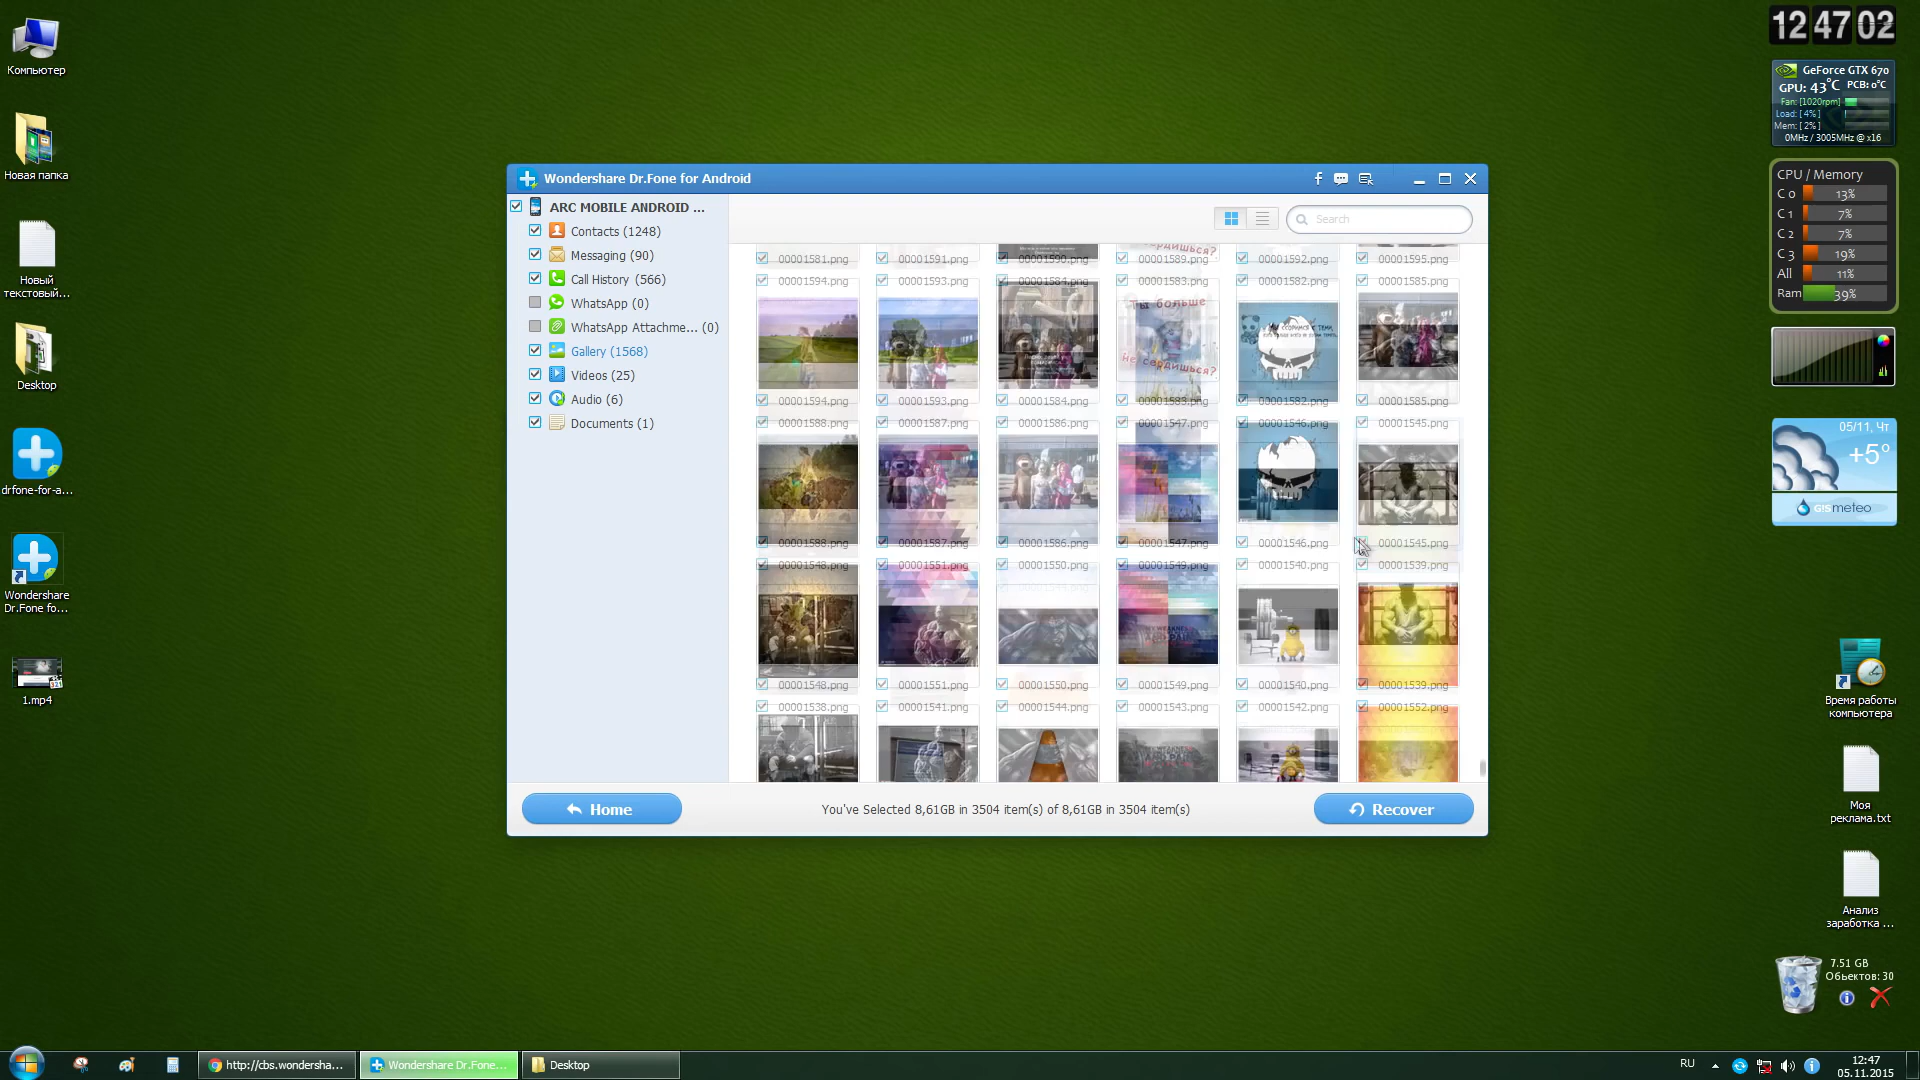 Компьютер
Новая папка
Новый
текстовый...
Desktop
drfone-for-a...
Wondershare
Dr.Fone fo...
1.mp4
Wondershare Dr.Fone for Android
ARC MOBILE ANDROID ...
Contacts (1248)
Messaging (90)
Call History (566)
WhatsApp (0)
WhatsApp Attachme... (0)
Gallery (1568)
Videos (25)
Audio (6)
Documents (1)
Search
00001581.png 00001591.png 00001590.png 00001589.png 00001592.png 00001595.png
00001594.png 00001593.png 00001584.png 00001583.png 00001582.png 00001585.png
Ты больше
Не сердишься?
00001594.png 00001593.png 00001584.png 00001583.png 00001582.png 00001585.png
00001588.png 00001587.png 00001586.png 00001547.png 00001546.png 00001545.png
00001588.png 00001587.png 00001586.png 00001547.png 00001546.png 00001545.png
00001548.png 00001551.png 00001550.png 00001549.png 00001540.png 00001539.png
00001548.png 00001551.png 00001550.png 00001549.png 00001540.png 00001539.png
00001538.png 00001541.png 00001544.png 00001543.png 00001542.png 00001552.png
Home
You've Selected 8,61GB in 3504 item(s) of 8,61GB in 3504 item(s)
Recover
12 47 02
GeForce GTX 670
GPU: 43°C PCB: 0°C
Fan: [1020rpm]
Load: [ 4% ]
Mem: [ 2% ]
0MHz / 3005MHz @ x16
CPU / Memory
C 0 13%
C 1 7%
C 2 7%
C 3 19%
All 11%
Ram 39%
05/11, Чт
+5°
GISmeteo
Время работы
компьютера
Моя
реклама.txt
Анализ
заработка ...
7.51 GB
Обьектов: 30
http://cbs.wondersha...
Wondershare Dr.Fone...
Desktop
RU
12:47
05.11.2015